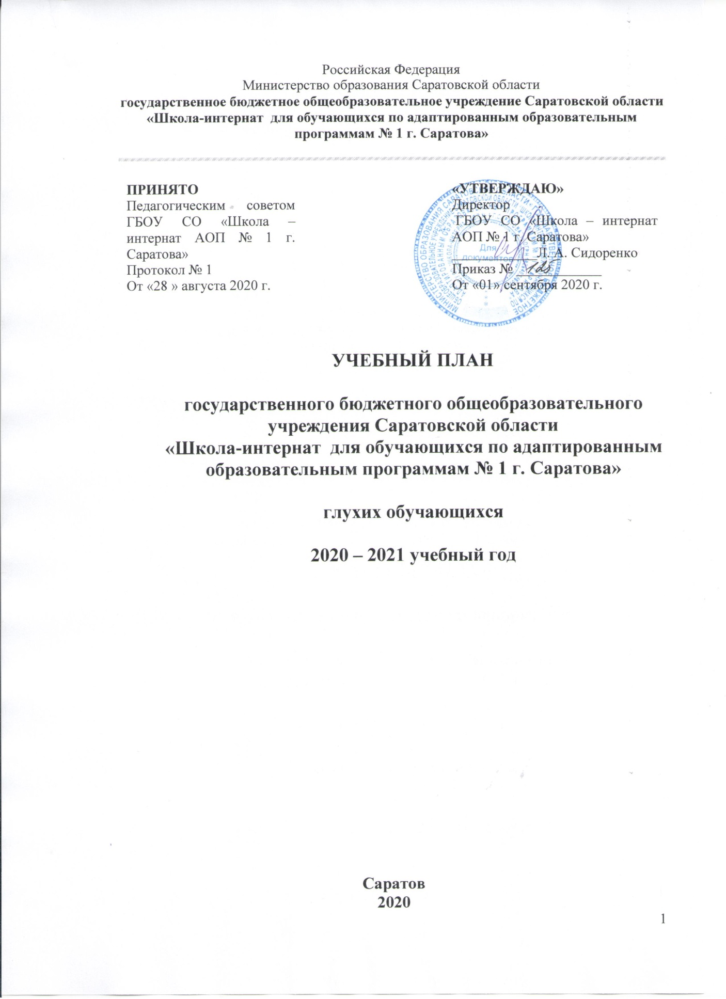 Российская Федерация
Министерство образования Саратовской области
государственное бюджетное общеобразовательное учреждение Саратовской области
«Школа-интернат для обучающихся по адаптированным образовательным
программам № 1 г. Саратова»
ПРИНЯТО
Педагогическим советом
ГБОУ СО «Школа –
интернат АОП № 1 г.
Саратова»
Протокол № 1
От «28 » августа 2020 г.
«УТВЕРЖДАЮ»
Директор
ГБОУ СО «Школа – интернат
АОП № 1 г. Саратова»
Л. А. Сидоренко
Приказ № 125
От «01» сентября 2020 г.
Для
документов
УЧЕБНЫЙ ПЛАН
государственного бюджетного общеобразовательного
учреждения Саратовской области
«Школа-интернат для обучающихся по адаптированным
образовательным программам № 1 г. Саратова»
глухих обучающихся
2020 – 2021 учебный год
Саратов
2020
1